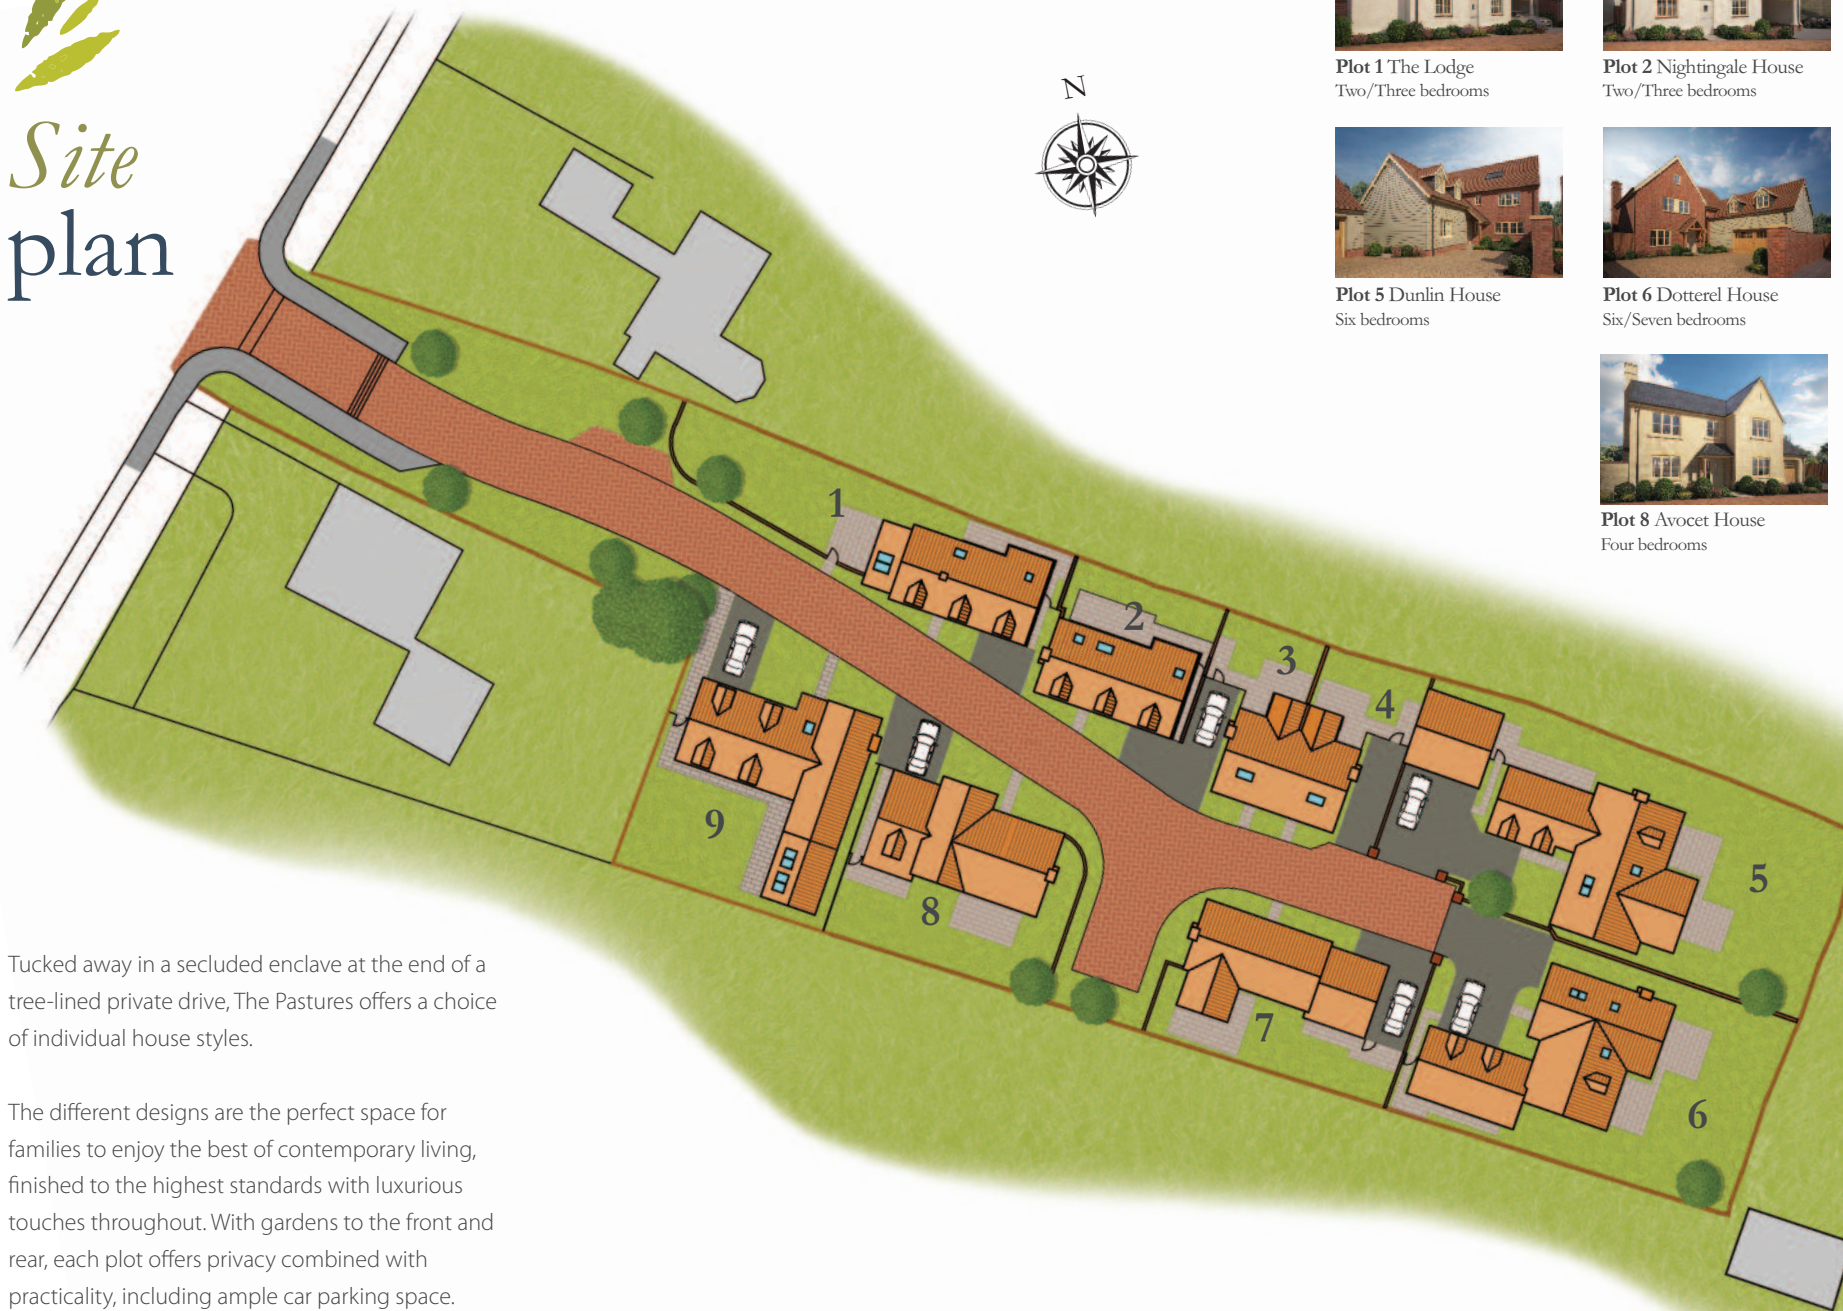 Site
plan
N
Plot 1 The Lodge
Two/Three bedrooms
Plot 2 Nightingale House
Two/Three bedrooms
Plot 5 Dunlin House
Six bedrooms
Plot 6 Dotterel House
Six/Seven bedrooms
Plot 8 Avocet House
Four bedrooms
1
2
3
4
5
6
7
8
9
Tucked away in a secluded enclave at the end of a
tree-lined private drive, The Pastures offers a choice
of individual house styles.
The different designs are the perfect space for
families to enjoy the best of contemporary living,
finished to the highest standards with luxurious
touches throughout. With gardens to the front and
rear, each plot offers privacy combined with
practicality, including ample car parking space.